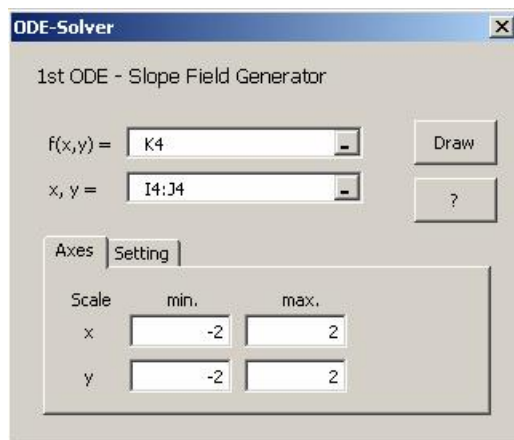 ODE-Solver
1st ODE - Slope Field Generator
f(x,y) = K4 Draw
x, y = I4:J4 ?
Axes Setting
Scale min. max.
x -2 2
y -2 2